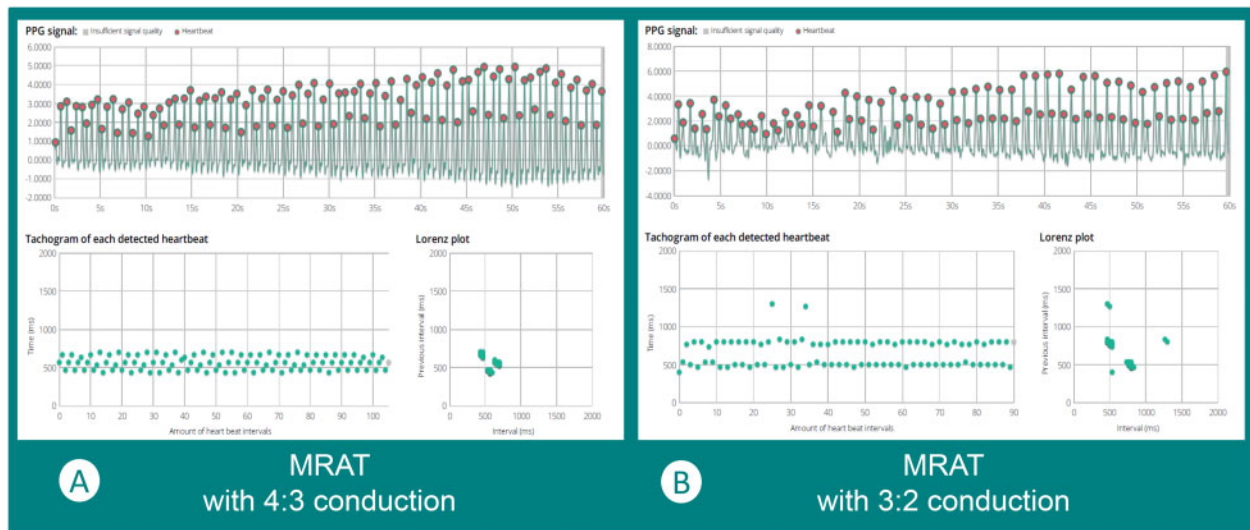 PPG signal: Insufficient signal quality Heartbeat
6.0000
5.0000
4.0000
3.0000
2.0000
1.0000
0.0000
-1.0000
-2.0000
0s 5s 10s 15s 20s 25s 30s 35s 40s 45s 50s 55s 60s
Tachogram of each detected heartbeat
2000
1500
1000
500
0
Time (ms)
0 10 20 30 40 50 60 70 80 90 100
Amount of heart beat intervals
Lorenz plot
2000
1500
1000
500
0
Previous interval (ms)
0 500 1000 1500 2000
Interval (ms)
A
MRAT
with 4:3 conduction
PPG signal: Insufficient signal quality Heartbeat
8.0000
6.0000
4.0000
2.0000
0.0000
-2.0000
-4.0000
0s 5s 10s 15s 20s 25s 30s 35s 40s 45s 50s 55s 60s
Tachogram of each detected heartbeat
2000
1500
1000
500
0
Time (ms)
0 10 20 30 40 50 60 70 80 90
Amount of heart beat intervals
Lorenz plot
2000
1500
1000
500
0
Previous interval (ms)
0 500 1000 1500 2000
Interval (ms)
B
MRAT
with 3:2 conduction